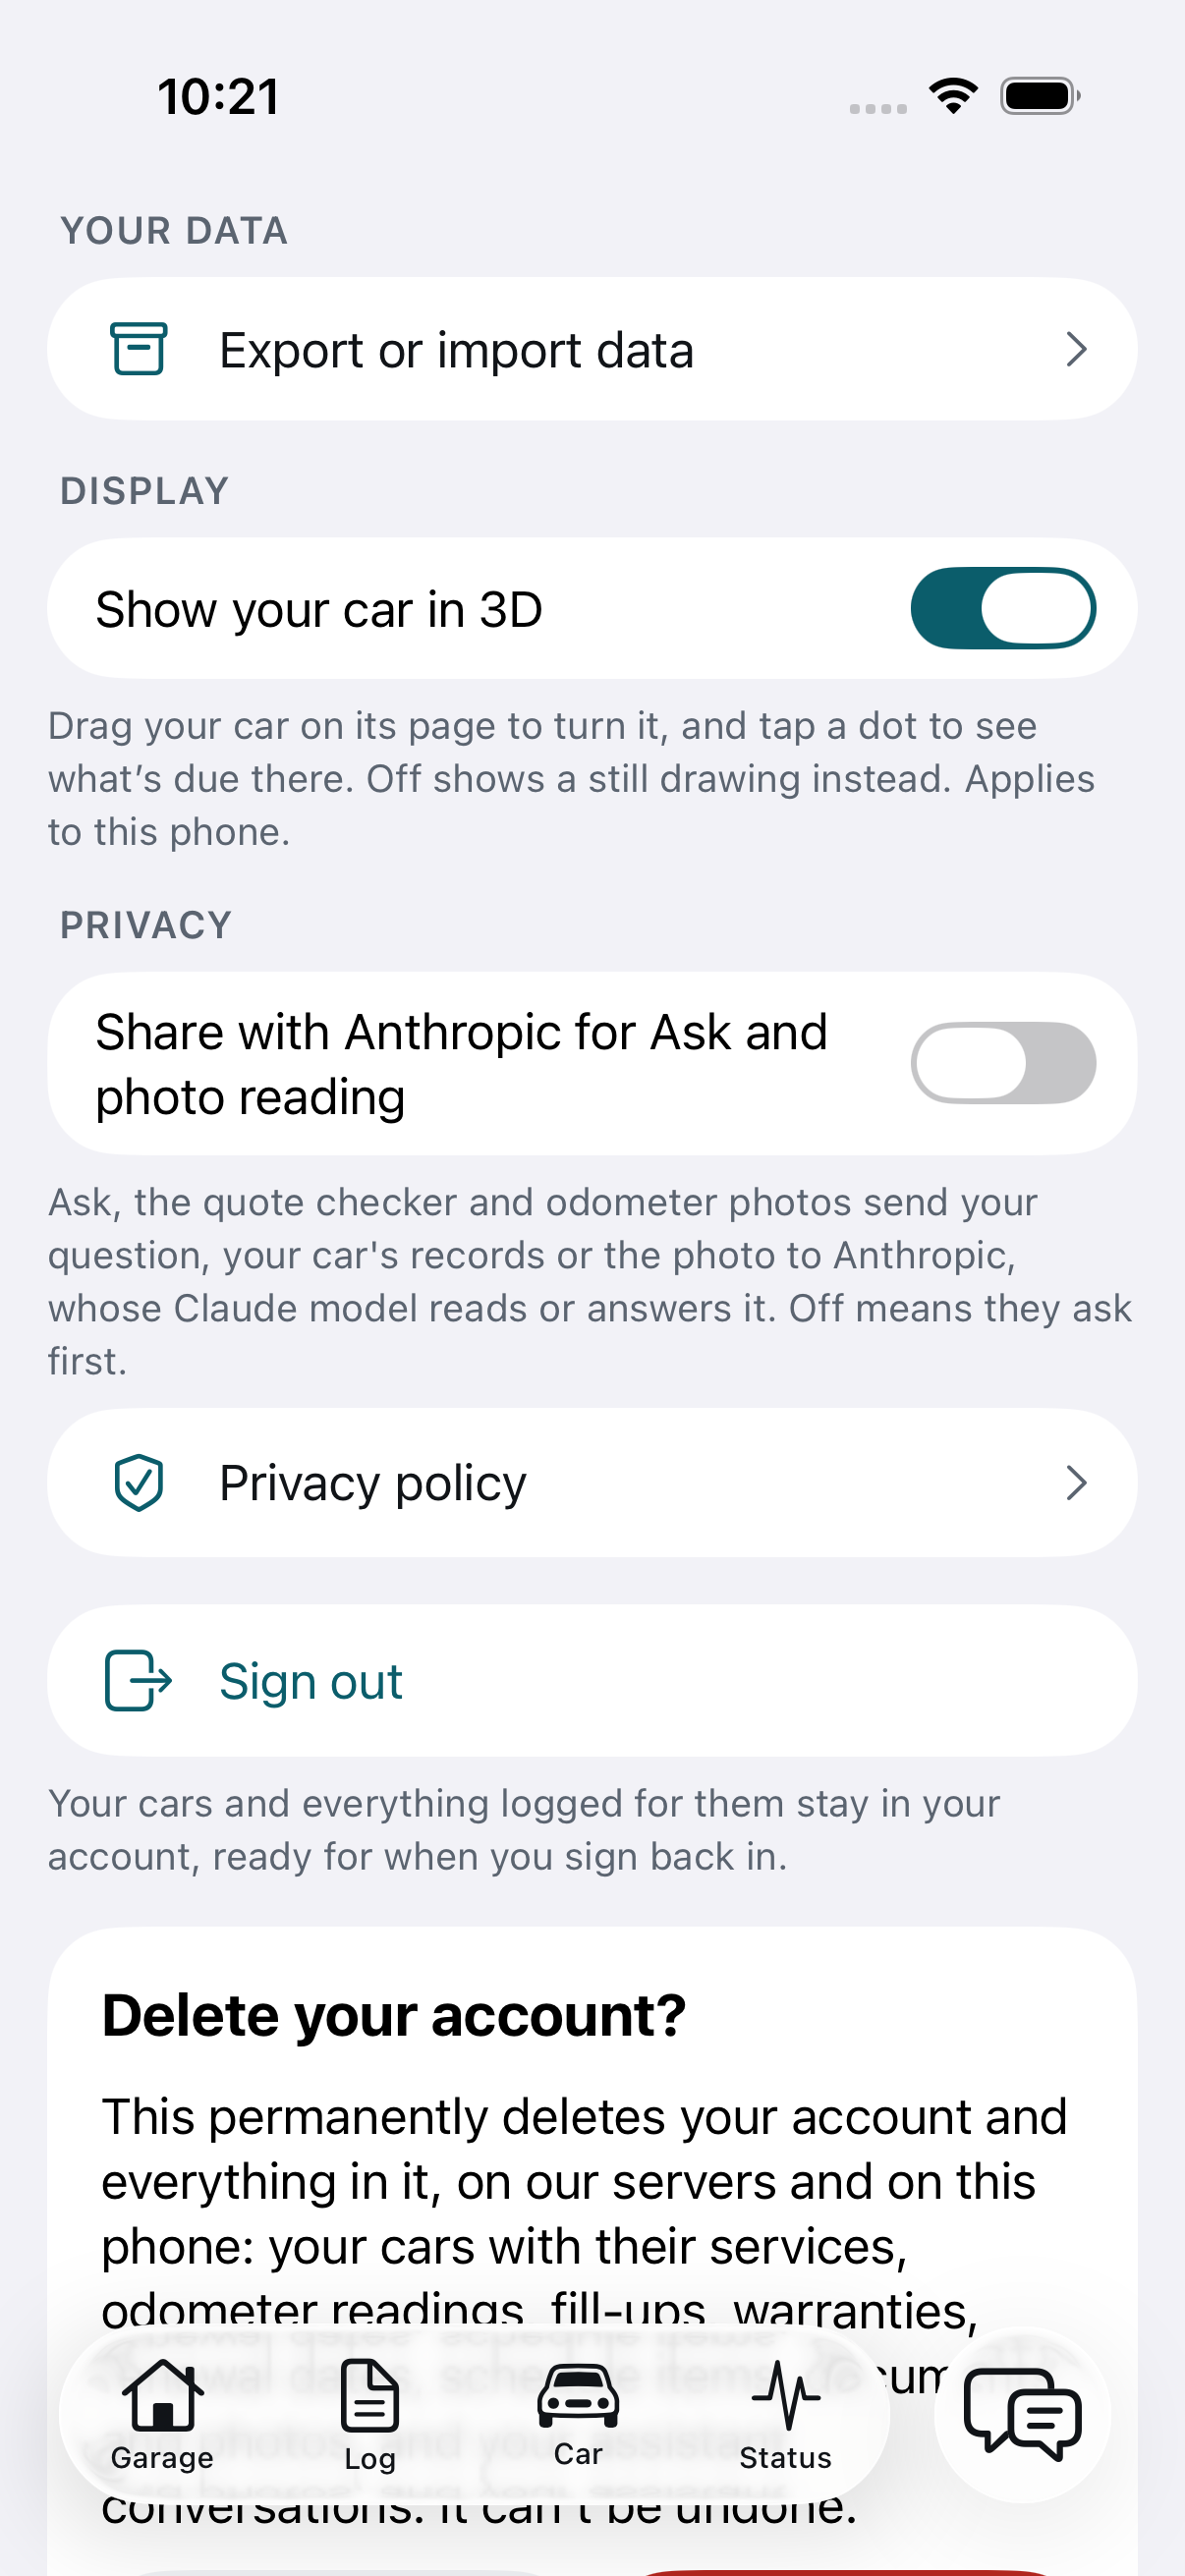 10:21
YOUR DATA
Export or import data
DISPLAY
Show your car in 3D
Drag your car on its page to turn it, and tap a dot to see
what’s due there. Off shows a still drawing instead. Applies
to this phone.
PRIVACY
Share with Anthropic for Ask and
photo reading
Ask, the quote checker and odometer photos send your
question, your car's records or the photo to Anthropic,
whose Claude model reads or answers it. Off means they ask
first.
Privacy policy
Sign out
Your cars and everything logged for them stay in your
account, ready for when you sign back in.
Delete your account?
This permanently deletes your account and
everything in it, on our servers and on this
phone: your cars with their services,
odometer readings, fill-ups, warranties,
conversations. It can't be undone.
Garage
Log
Car
Status